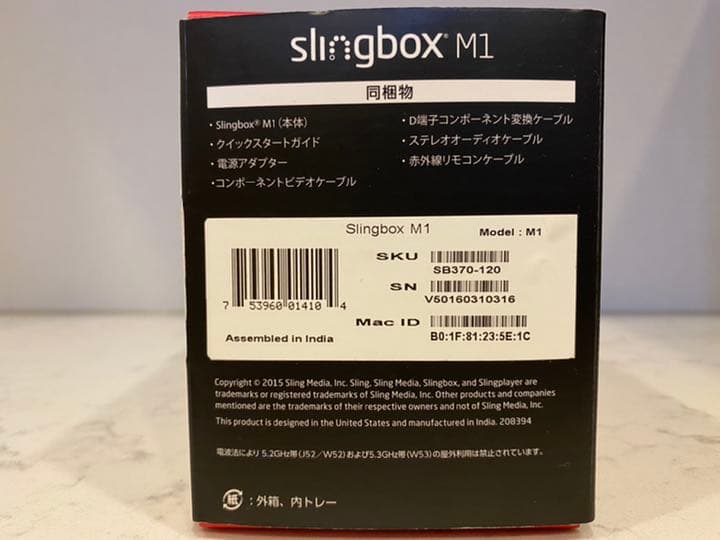 slingbox® M1
同梱物
・Slingbox® M1（本体）
・クイックスタートガイド
・電源アダプター
・コンポーネントビデオケーブル
・D端子コンポーネント変換ケーブル
・ステレオオーディオケーブル
・赤外線リモコンケーブル
Slingbox M1
Model : M1
SKU
SB370-120
SN
V50160310316
Mac ID
B0:1F:81:23:5E:1C
7 53960 01410 4
Assembled in India
Copyright © 2015 Sling Media, Inc. Sling, Sling Media, Slingbox, and Slingplayer are
trademarks or registered trademarks of Sling Media, Inc. Other products and companies
mentioned are the trademarks of their respective owners and not of Sling Media, Inc.
This product is designed in the United States and manufactured in India. 208394
電波法により 5.2GHz帯（J52／W52）および5.3GHz帯（W53）の屋外利用は禁止されています。
紙：外箱、内トレー